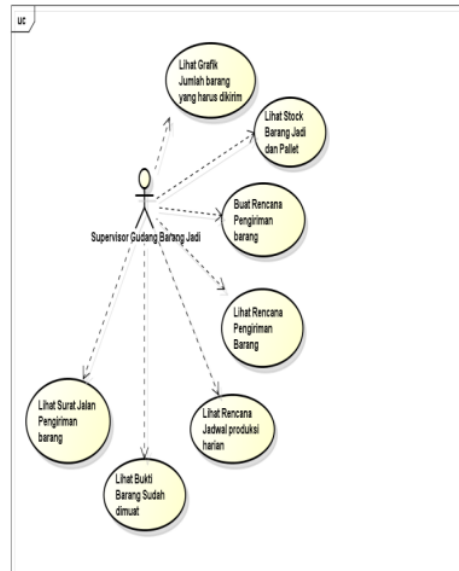 uc
Lihat Grafik
Jumlah barang
yang harus dikirim
Lihat Stock
Barang Jadi
dan Pallet
Buat Rencana
Pengiriman
barang
Supervisor Gudang Barang Jadi
Lihat Rencana
Pengiriman
Barang
Lihat Surat Jalan
Pengiriman
barang
Lihat Rencana
Jadwal produksi
harian
Lihat Bukti
Barang Sudah
dimuat